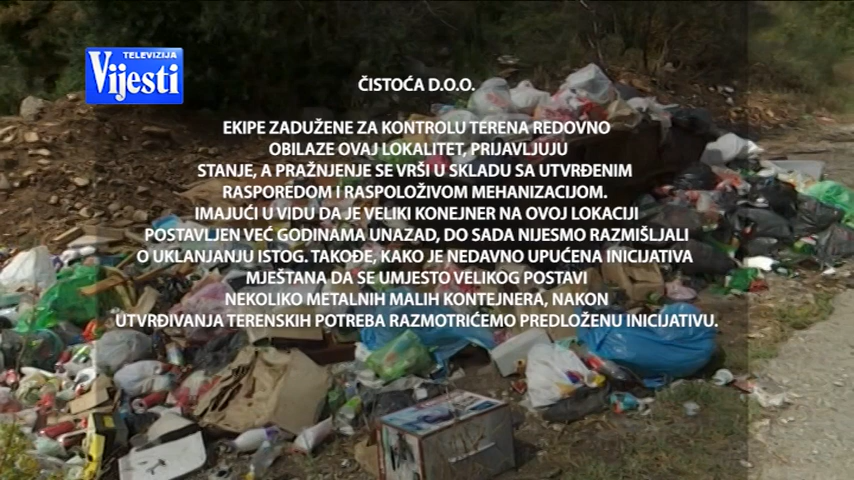 TELEVIZIJA
Vijesti
ČISTOĆA D.O.O.
EKIPE ZADUŽENE ZA KONTROLU TERENA REDOVNO
OBILAZE OVAJ LOKALITET, PRIJAVLJUJU
STANJE, A PRAŽNJENJE SE VRŠI U SKLADU SA UTVRĐENIM
RASPOREDOM I RASPOLOŽIVOM MEHANIZACIJOM.
IMAJUĆI U VIDU DA JE VELIKI KONEJNER NA OVOJ LOKACIJI
POSTAVLJEN VEĆ GODINAMA UNAZAD, DO SADA NIJESMO RAZMIŠLJALI
O UKLANJANJU ISTOG. TAKOĐE, KAKO JE NEDAVNO UPUĆENA INICIJATIVA
MJEŠTANA DA SE UMJESTO VELIKOG POSTAVI
NEKOLIKO METALNIH MALIH KONTEJNERA, NAKON
UTVRĐIVANJA TERENSKIH POTREBA RAZMOTRIĆEMO PREDLOŽENU INICIJATIVU.